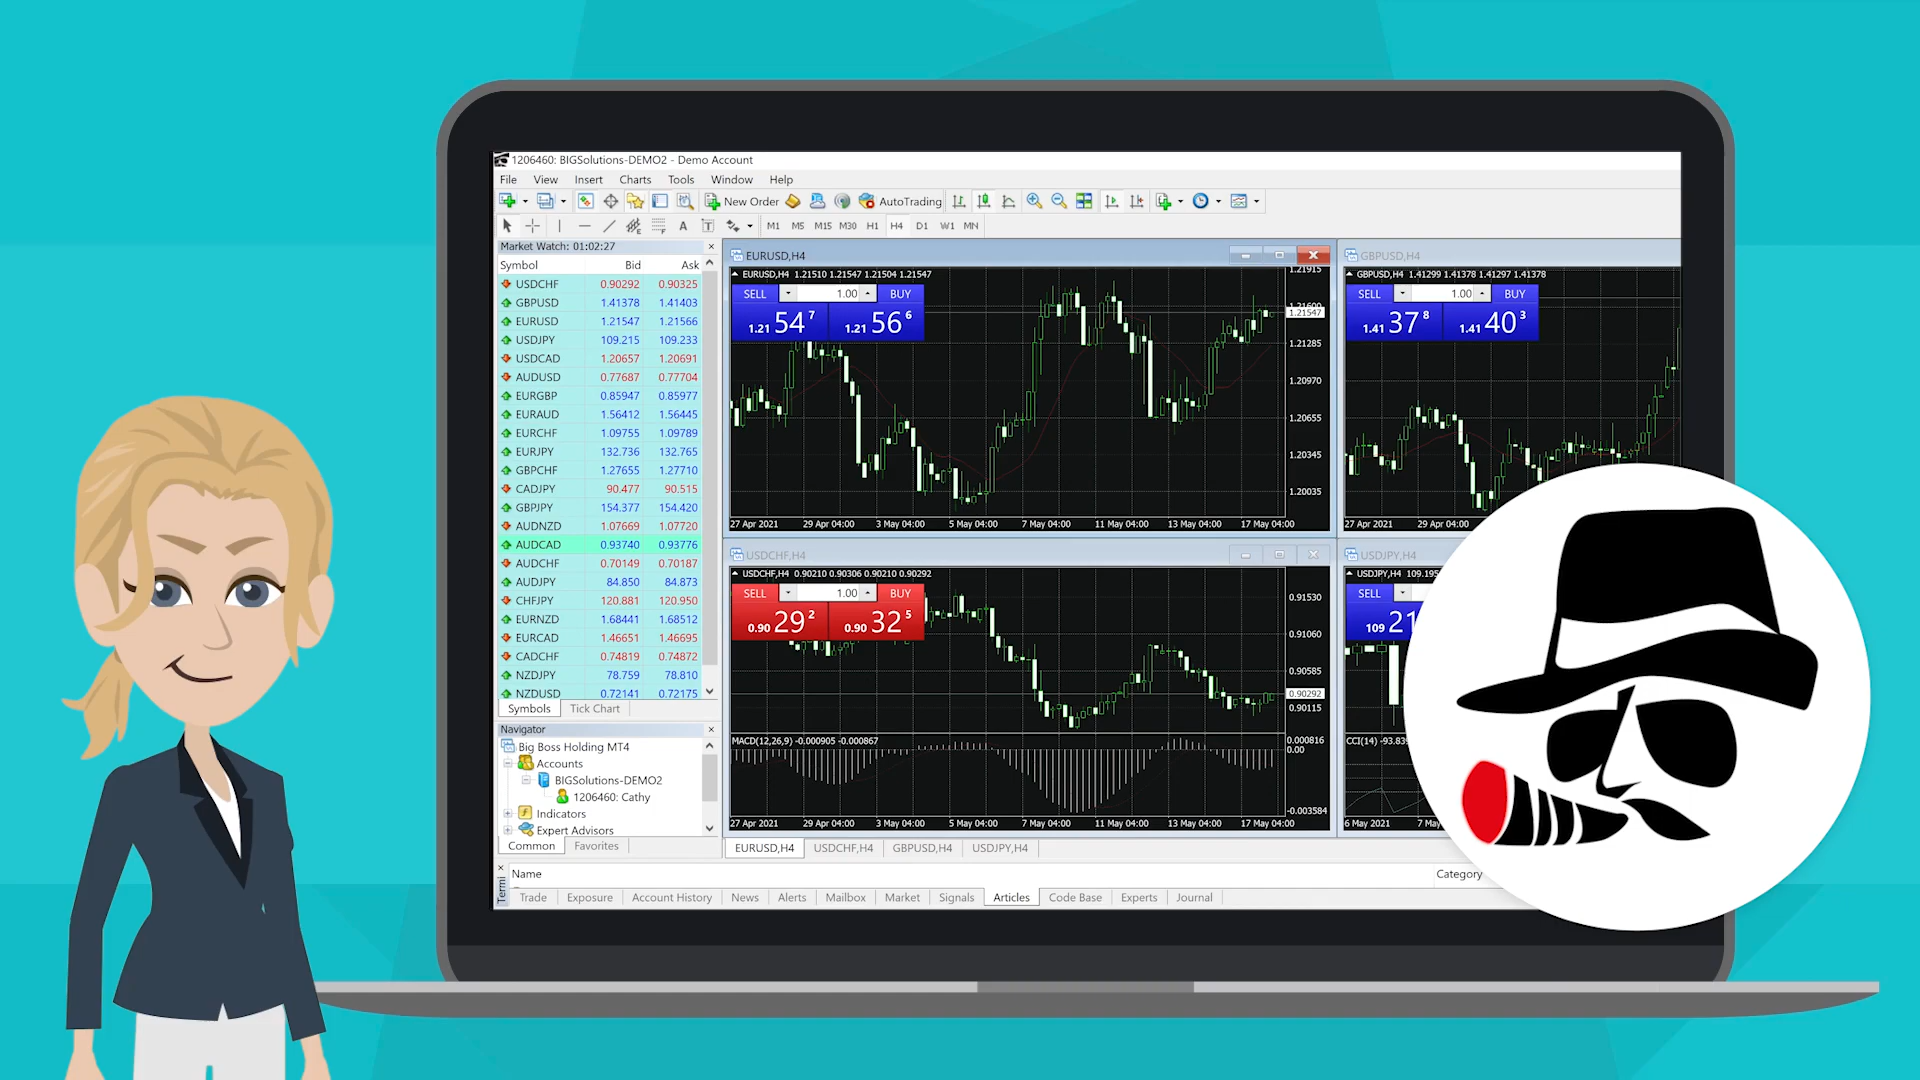 1206460: BIGSolutions-DEMO2 - Demo Account
File View Insert Charts Tools Window Help
New Order AutoTrading
A T M1 M5 M15 M30 H1 H4 D1 W1 MN
Market Watch: 01:02:27
Symbol Bid Ask
USDCHF 0.90292 0.90325
GBPUSD 1.41378 1.41403
EURUSD 1.21547 1.21566
USDJPY 109.215 109.233
USDCAD 1.20657 1.20691
AUDUSD 0.77687 0.77704
EURGBP 0.85947 0.85977
EURAUD 1.56412 1.56445
EURCHF 1.09755 1.09789
EURJPY 132.736 132.765
GBPCHF 1.27655 1.27710
CADJPY 90.477 90.515
GBPJPY 154.377 154.420
AUDNZD 1.07669 1.07720
AUDCAD 0.93740 0.93776
AUDCHF 0.70149 0.70187
AUDJPY 84.850 84.873
CHFJPY 120.881 120.950
EURNZD 1.68441 1.68512
EURCAD 1.46651 1.46695
CADCHF 0.74819 0.74872
NZDJPY 78.759 78.810
NZDUSD 0.72141 0.72175
Symbols Tick Chart
Navigator
Big Boss Holding MT4
Accounts
BIGSolutions-DEMO2
1206460: Cathy
Indicators
Expert Advisors
Common Favorites
EURUSD,H4
EURUSD,H4 1.21510 1.21547 1.21504 1.21547
SELL 1.00 BUY
1.21 54 7 1.21 56 6
1.21915
1.21600
1.21547
1.21285
1.20970
1.20655
1.20345
1.20035
27 Apr 2021 29 Apr 04:00 3 May 04:00 5 May 04:00 7 May 04:00 11 May 04:00 13 May 04:00 17 May 04:00
GBPUSD,H4
GBPUSD,H4 1.41299 1.41378 1.41297 1.41378
SELL 1.00 BUY
1.41 37 8 1.41 40 3
27 Apr 2021 29 Apr 04:00
USDCHF,H4
USDCHF,H4 0.90210 0.90306 0.90210 0.90292
SELL 1.00 BUY
0.90 29 2 0.90 32 5
0.91530
0.91060
0.90585
0.90292
0.90115
MACD(12,26,9) -0.000905 -0.000867
0.000816
0.00
-0.003584
27 Apr 2021 29 Apr 04:00 3 May 04:00 5 May 04:00 7 May 04:00 11 May 04:00 13 May 04:00 17 May 04:00
USDJPY,H4
USDJPY,H4 109.195
SELL
109 21
CCI(14) -93.839
6 May 2021 7 May
EURUSD,H4 USDCHF,H4 GBPUSD,H4 USDJPY,H4
Name Category
Termi
Trade Exposure Account History News Alerts Mailbox Market Signals Articles Code Base Experts Journal